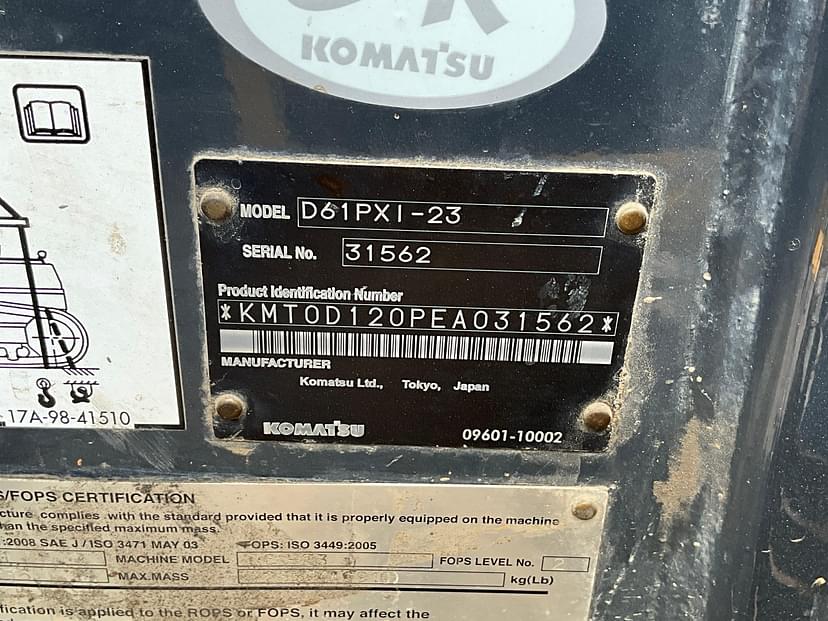 KOMATSU
MODEL D61PXI-23
SERIAL No. 31562
Product Identification Number
*KMT0D120PEA031562*
MANUFACTURER
Komatsu Ltd., Tokyo, Japan
KOMATSU
09601-10002
17A-98-41510
S/FOPS CERTIFICATION
cture complies with the standard provided that it is properly equipped on the machine
han the specified maximum mass.
:2008 SAE J/ISO 3471 MAY 03 FOPS: ISO 3449:2005
MACHINE MODEL FOPS LEVEL No. 2
MAX.MASS kg(Lb)
fication is applied to the ROPS or FOPS, it may affect the